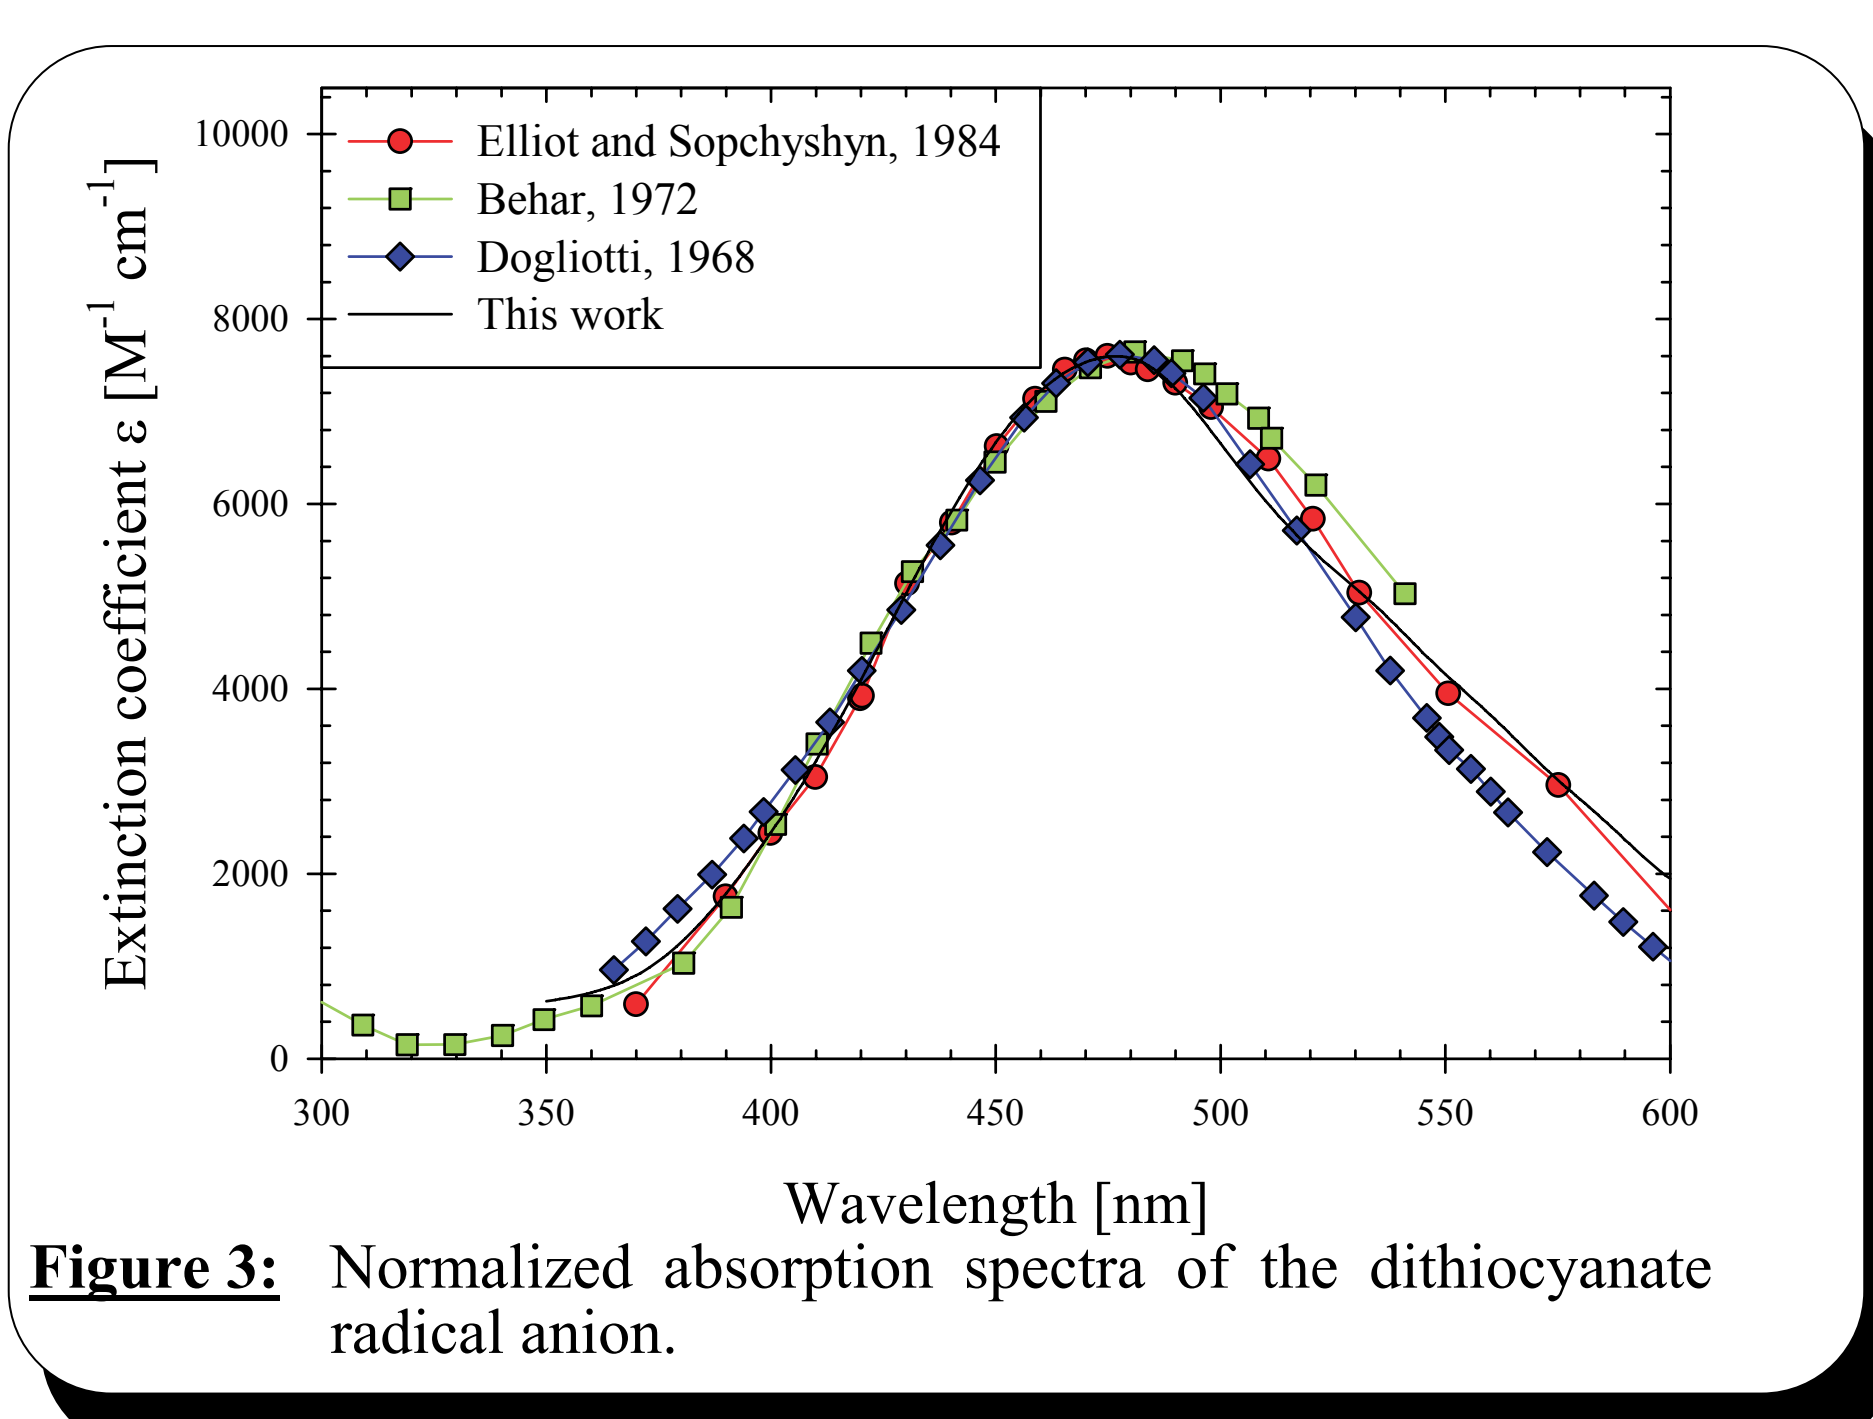 10000
8000
6000
4000
2000
0
Extinction coefficient ε [M⁻¹ cm⁻¹]
Elliot and Sopchyshyn, 1984
Behar, 1972
Dogliotti, 1968
This work
300 350 400 450 500 550 600
Wavelength [nm]
Figure 3: Normalized absorption spectra of the dithiocyanate
radical anion.